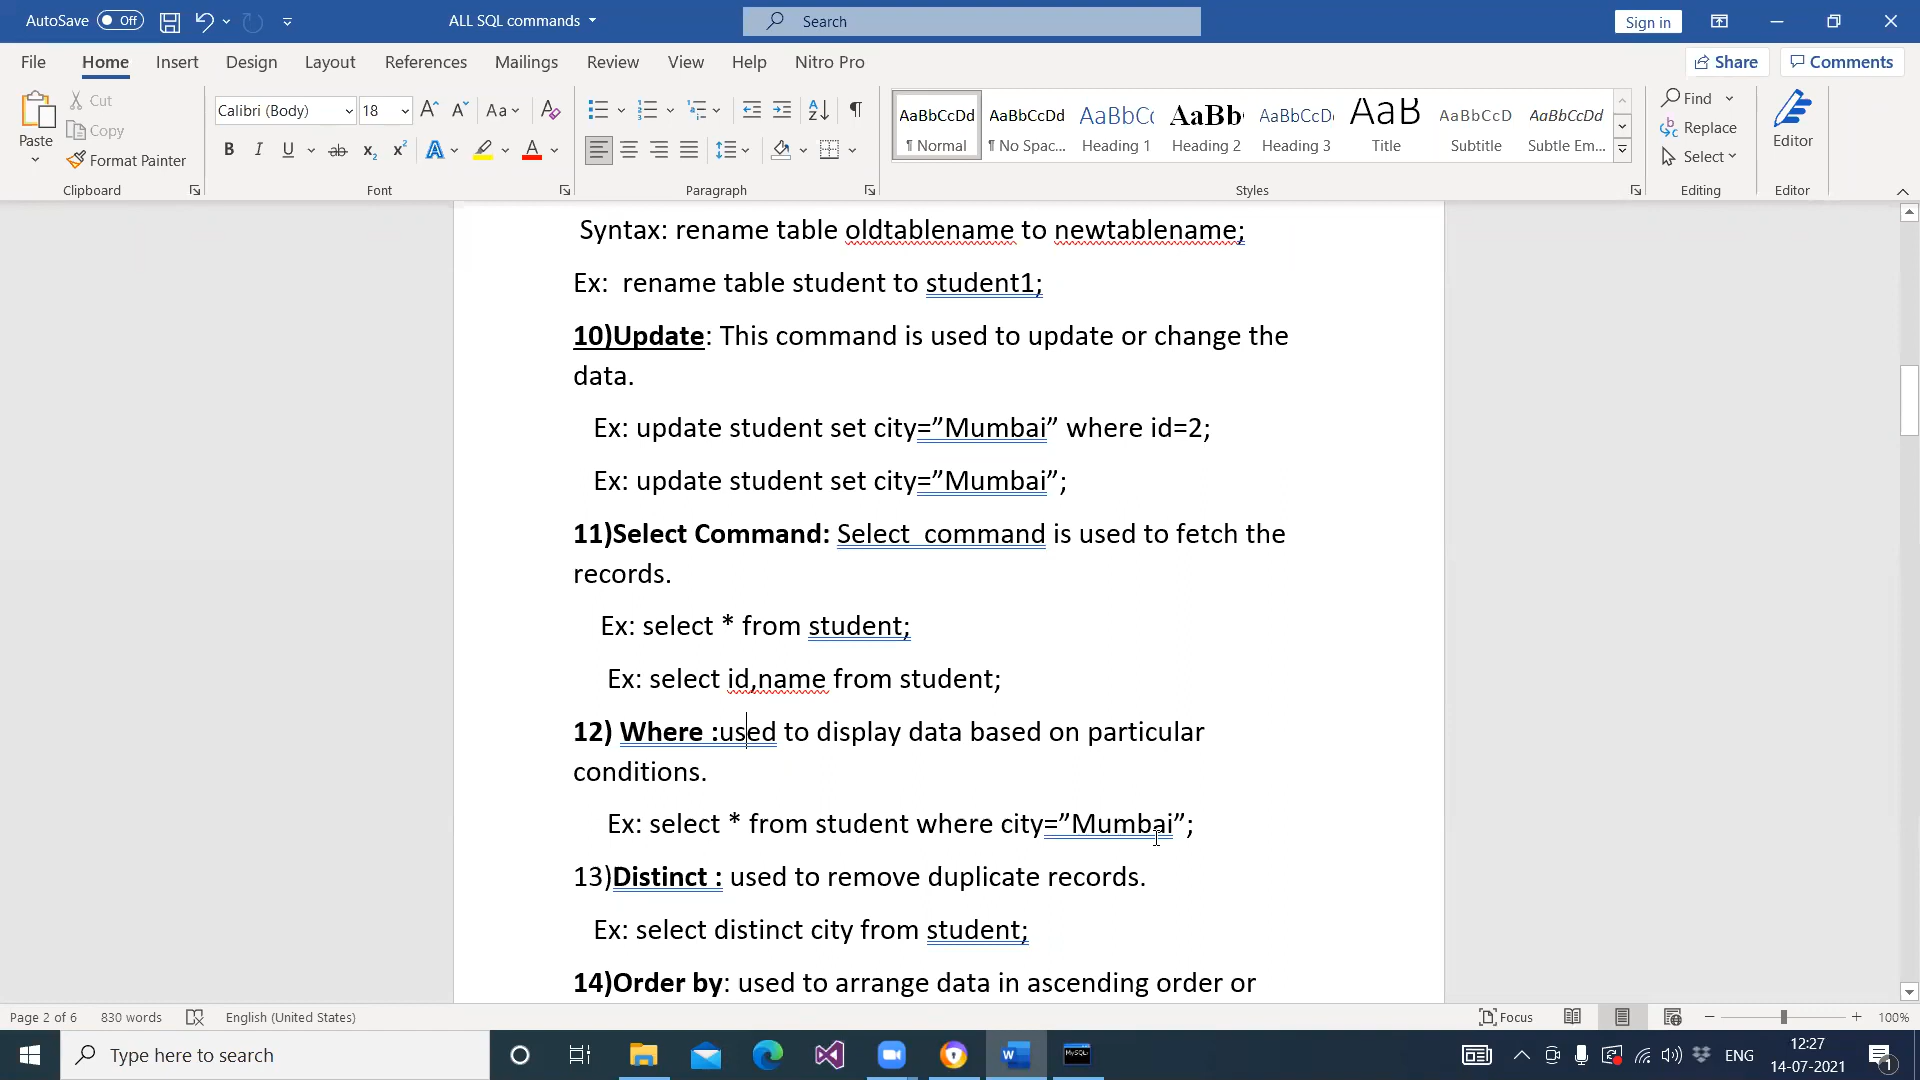 AutoSave Off ALL SQL commands Search Sign in
File Home Insert Design Layout References Mailings Review View Help Nitro Pro Share Comments
Paste Cut Copy Format Painter
Calibri (Body) 18 Aa
B I U ab x₂ x² A A
AaBbCcDd AaBbCcDd AaBbCc AaBb AaBbCcD AaB AaBbCcD AaBbCcDd
¶ Normal ¶ No Spac... Heading 1 Heading 2 Heading 3 Title Subtitle Subtle Em...
Find Replace Select Editor
Clipboard Font Paragraph Styles Editing Editor
Syntax: rename table oldtablename to newtablename;
Ex:  rename table student to student1;
10)Update: This command is used to update or change the
data.
Ex: update student set city=”Mumbai” where id=2;
Ex: update student set city=”Mumbai”;
11)Select Command: Select  command is used to fetch the
records.
Ex: select * from student;
Ex: select id,name from student;
12) Where :used to display data based on particular
conditions.
Ex: select * from student where city=”Mumbai”;
13)Distinct : used to remove duplicate records.
Ex: select distinct city from student;
14)Order by: used to arrange data in ascending order or
Page 2 of 6 830 words English (United States) Focus 100%
Type here to search ENG 12:27
14-07-2021 1